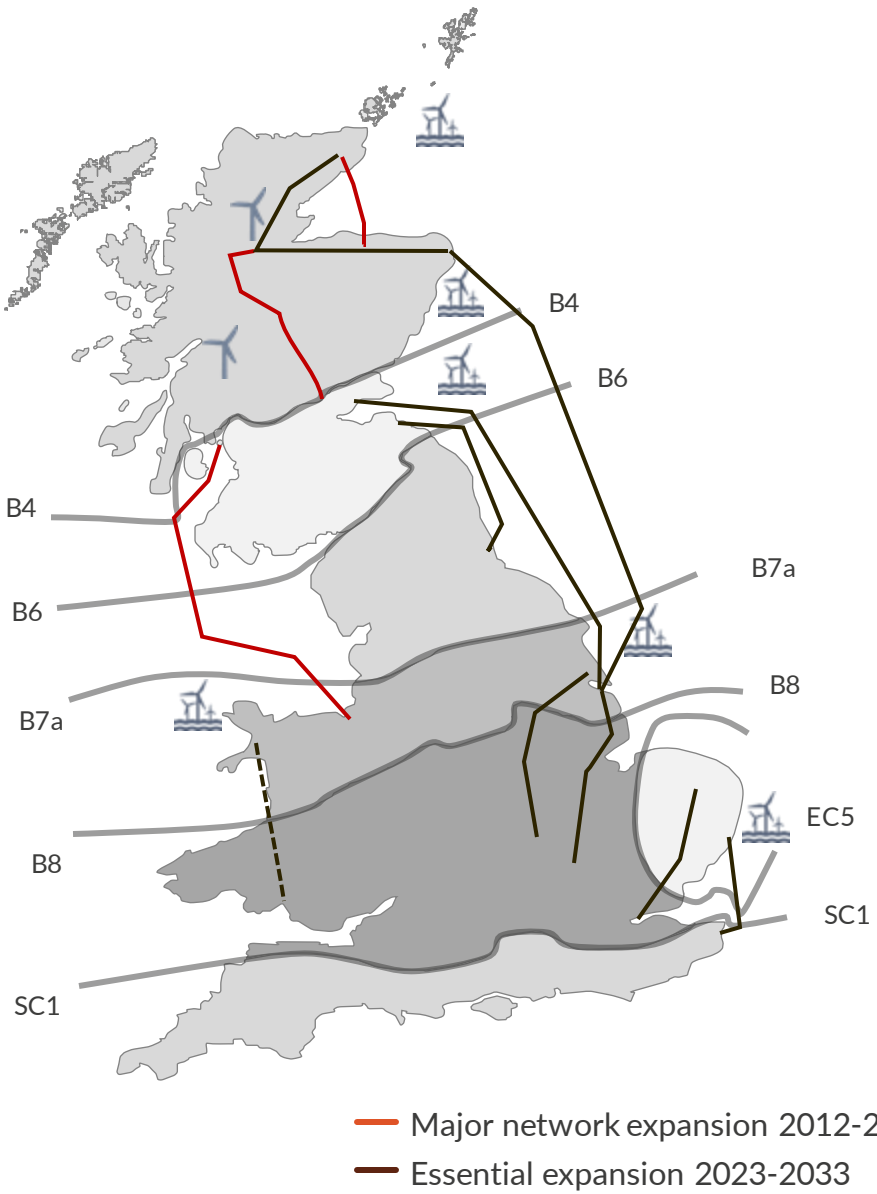 B4
B6
B4
B7a
B6
B8
B7a
EC5
B8
SC1
SC1
Major network expansion 2012-2
Essential expansion 2023-2033